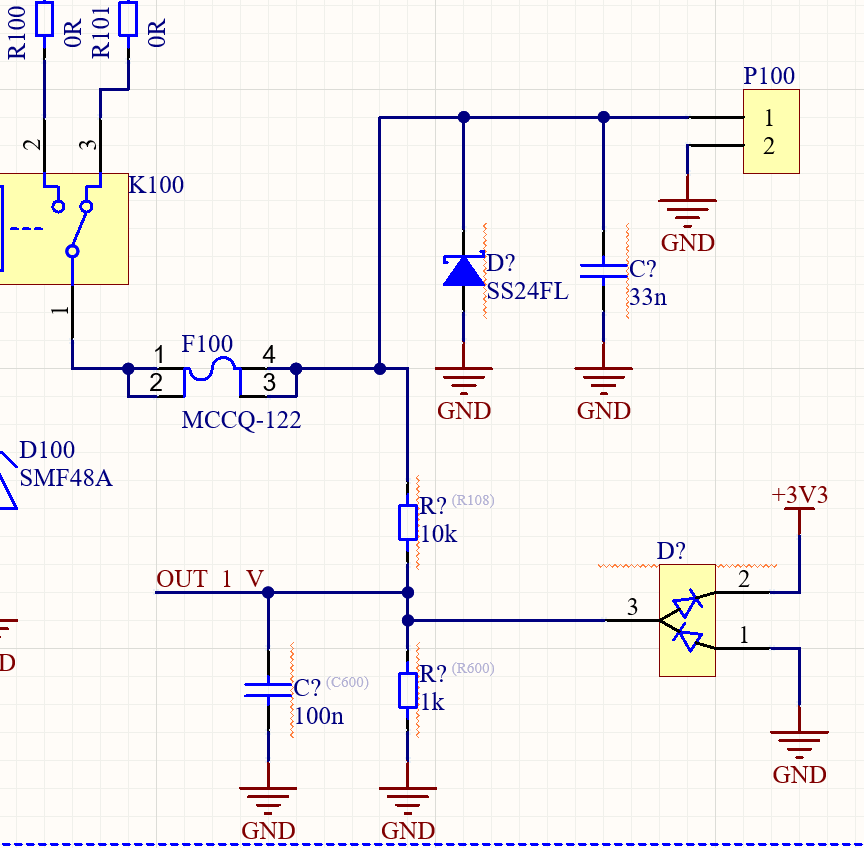 R100
0R
R101
0R
P100
1
2
2
3
K100
GND
D?
SS24FL
C?
33n
1
F100
1
4
2
3
MCCQ-122
GND
GND
D100
SMF48A
R? (R108)
10k
+3V3
D?
OUT_1_V
2
3
1
D
C? (C600)
100n
R? (R600)
1k
GND
GND
GND